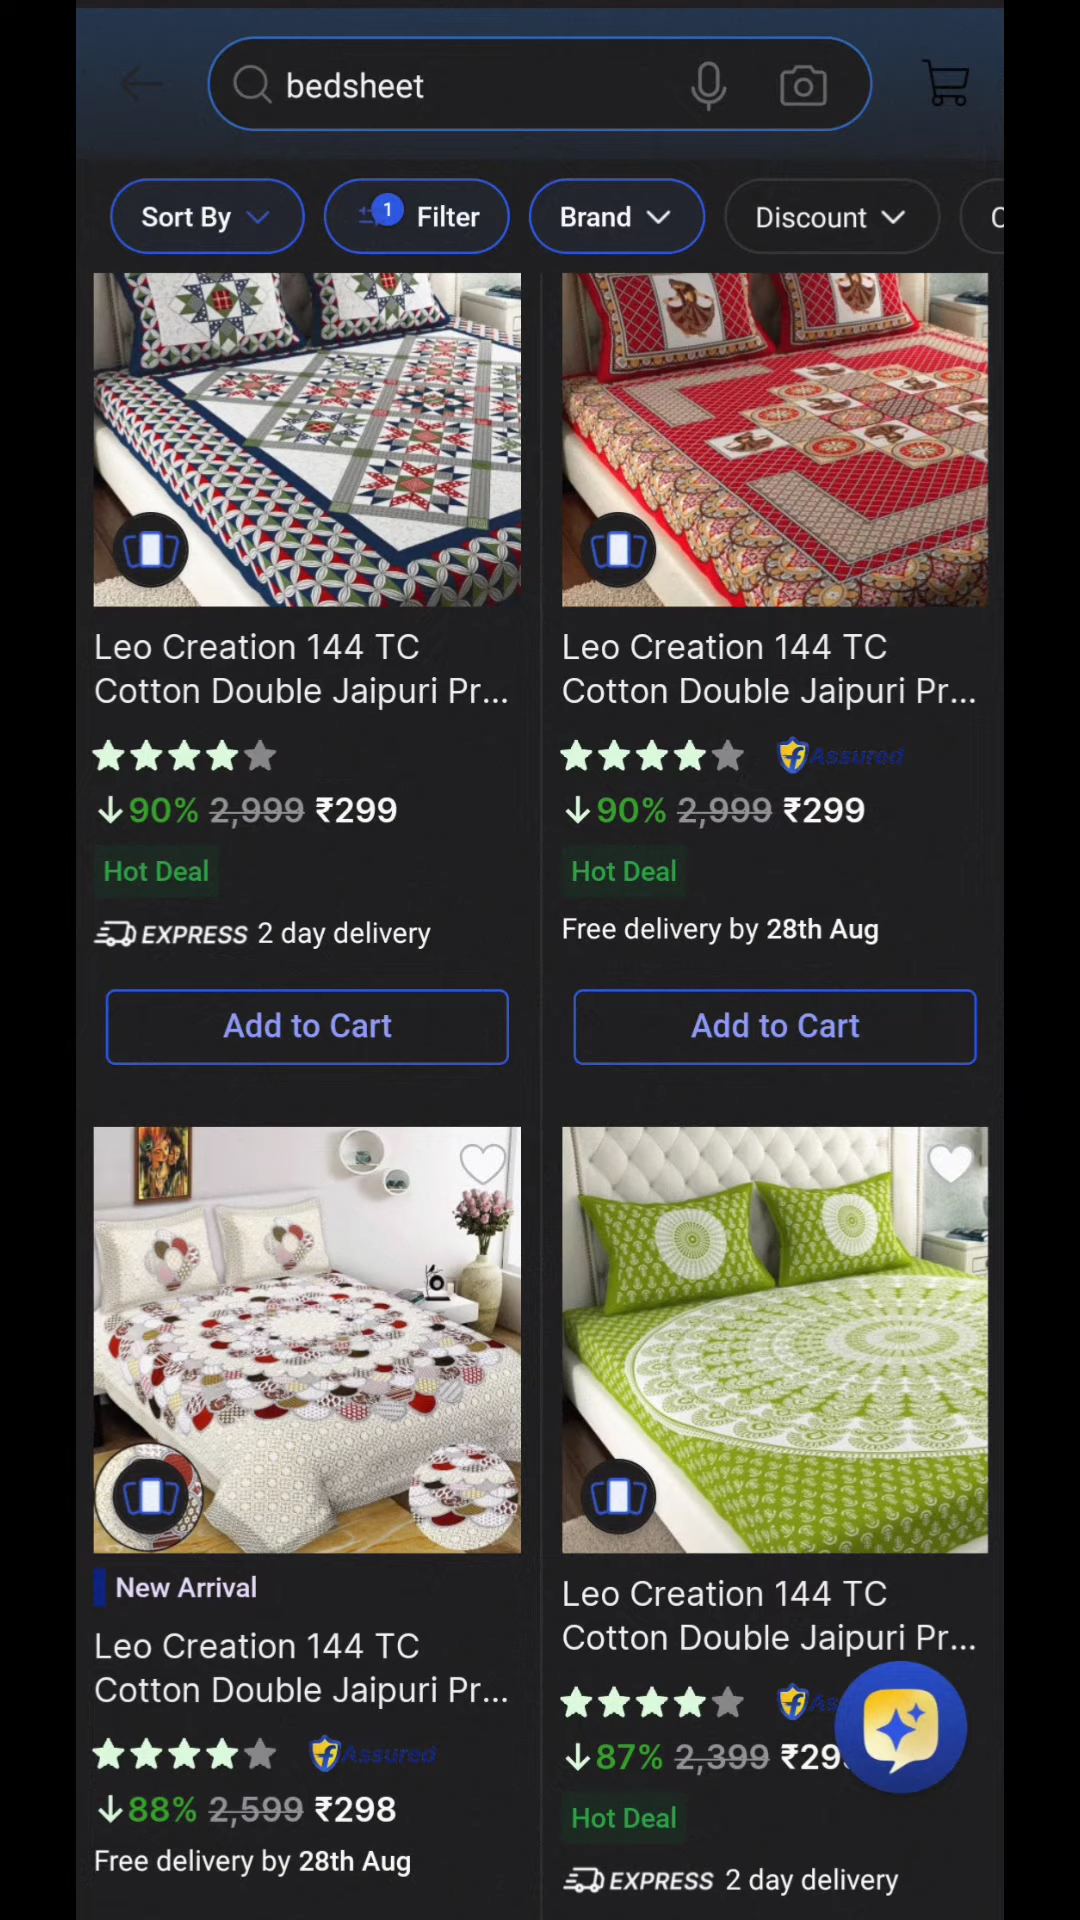 bedsheet
Sort By
1 Filter
Brand
Discount
Leo Creation 144 TC
Cotton Double Jaipuri Pr...
↓90% 2,999 ₹299
Hot Deal
EXPRESS 2 day delivery
Add to Cart
Leo Creation 144 TC
Cotton Double Jaipuri Pr...
Assured
↓90% 2,999 ₹299
Hot Deal
Free delivery by 28th Aug
Add to Cart
New Arrival
Leo Creation 144 TC
Cotton Double Jaipuri Pr...
Assured
↓88% 2,599 ₹298
Free delivery by 28th Aug
Leo Creation 144 TC
Cotton Double Jaipuri Pr...
↓87% 2,399
Hot Deal
EXPRESS 2 day delivery